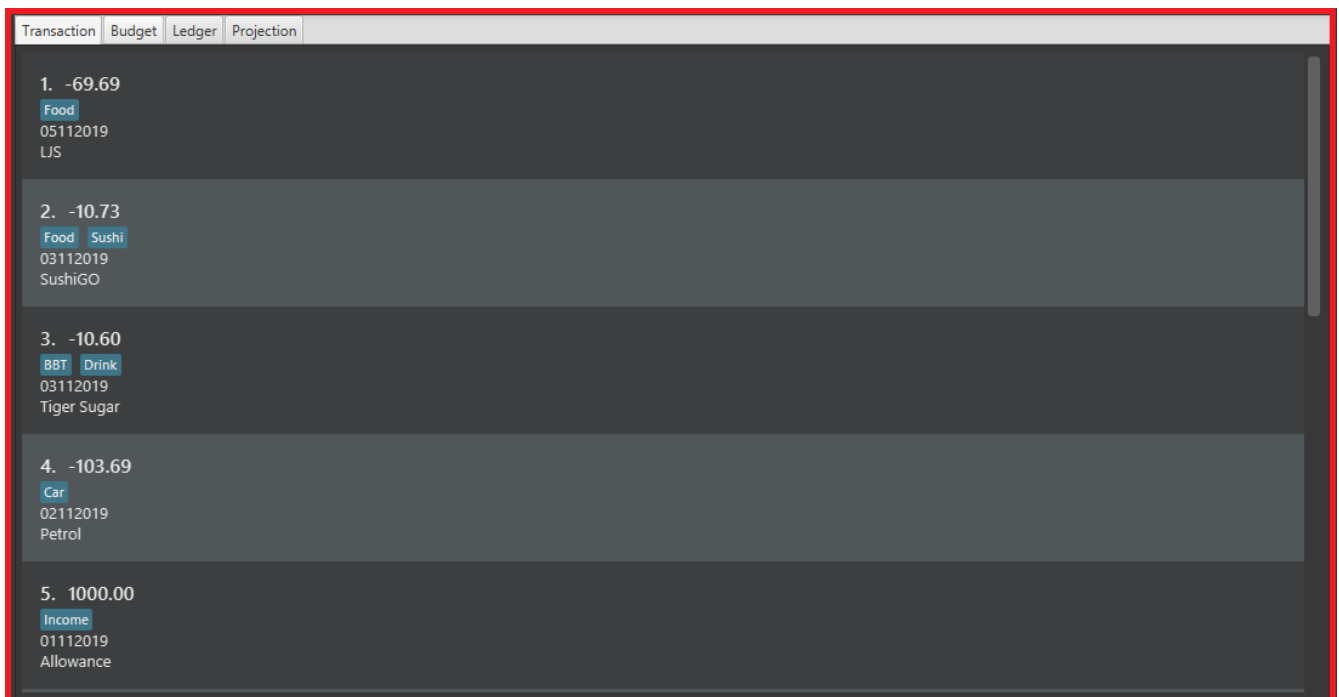 Transaction Budget Ledger Projection
1. -69.69
Food
05112019
LJS
2. -10.73
Food Sushi
03112019
SushiGO
3. -10.60
BBT Drink
03112019
Tiger Sugar
4. -103.69
Car
02112019
Petrol
5. 1000.00
Income
01112019
Allowance